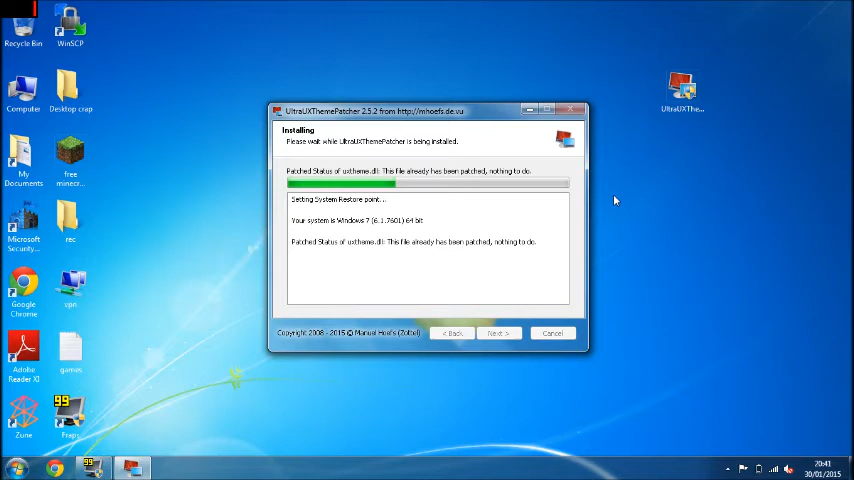 Recycle Bin
WinSCP
Computer
Desktop crap
My
Documents
free
minecr...
Microsoft
Security...
rec
Google
Chrome
vpn
Adobe
Reader XI
games
99
Zune
Fraps
UltraUXThe...
UltraUXThemePatcher 2.5.2 from http://mhoefs.de.vu
Installing
Please wait while UltraUXThemePatcher is being installed.
Patched Status of uxtheme.dll: This file already has been patched, nothing to do.
Setting System Restore point...
Your system is Windows 7 (6.1.7601) 64 bit
Patched Status of uxtheme.dll: This file already has been patched, nothing to do.
Copyright 2008 - 2015 © Manuel Hoefs (Zottel)
< Back
Next >
Cancel
99
20:41
30/01/2015